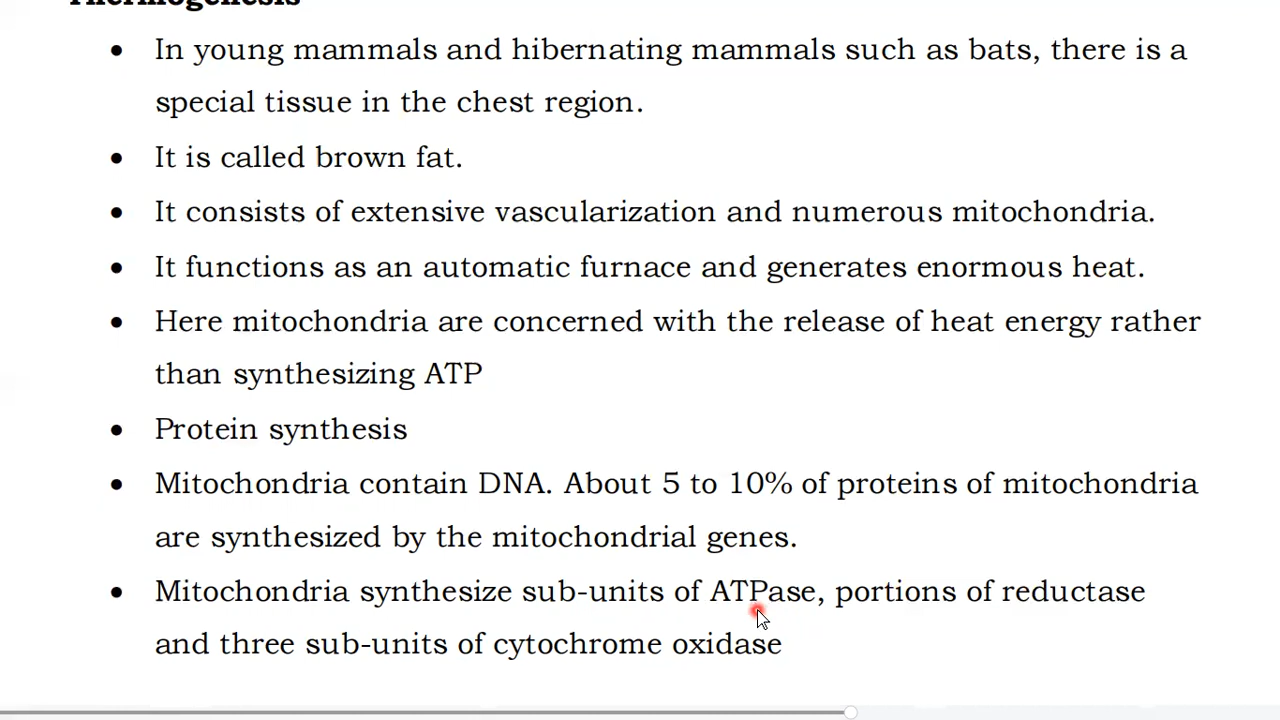 Thermogenesis
• In young mammals and hibernating mammals such as bats, there is a
special tissue in the chest region.
• It is called brown fat.
• It consists of extensive vascularization and numerous mitochondria.
• It functions as an automatic furnace and generates enormous heat.
• Here mitochondria are concerned with the release of heat energy rather
than synthesizing ATP
• Protein synthesis
• Mitochondria contain DNA. About 5 to 10% of proteins of mitochondria
are synthesized by the mitochondrial genes.
• Mitochondria synthesize sub-units of ATPase, portions of reductase
and three sub-units of cytochrome oxidase